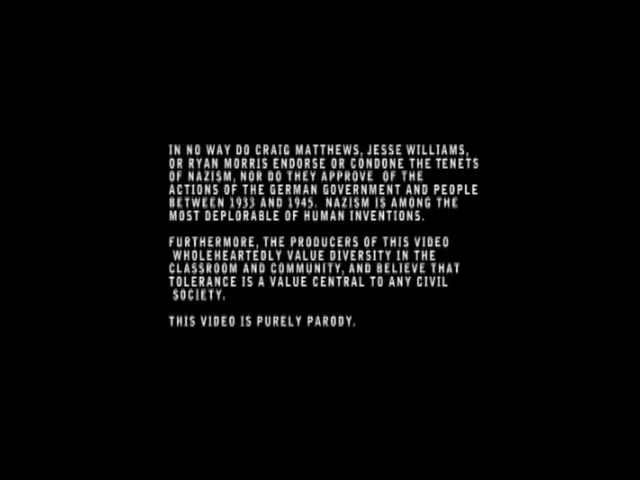 IN NO WAY DO CRAIG MATTHEWS, JESSE WILLIAMS,
OR RYAN MORRIS ENDORSE OR CONDONE THE TENETS
OF NAZISM, NOR DO THEY APPROVE OF THE
ACTIONS OF THE GERMAN GOVERNMENT AND PEOPLE
BETWEEN 1933 AND 1945. NAZISM IS AMONG THE
MOST DEPLORABLE OF HUMAN INVENTIONS.
FURTHERMORE, THE PRODUCERS OF THIS VIDEO
WHOLEHEARTEDLY VALUE DIVERSITY IN THE
CLASSROOM AND COMMUNITY, AND BELIEVE THAT
TOLERANCE IS A VALUE CENTRAL TO ANY CIVIL
SOCIETY.
THIS VIDEO IS PURELY PARODY.